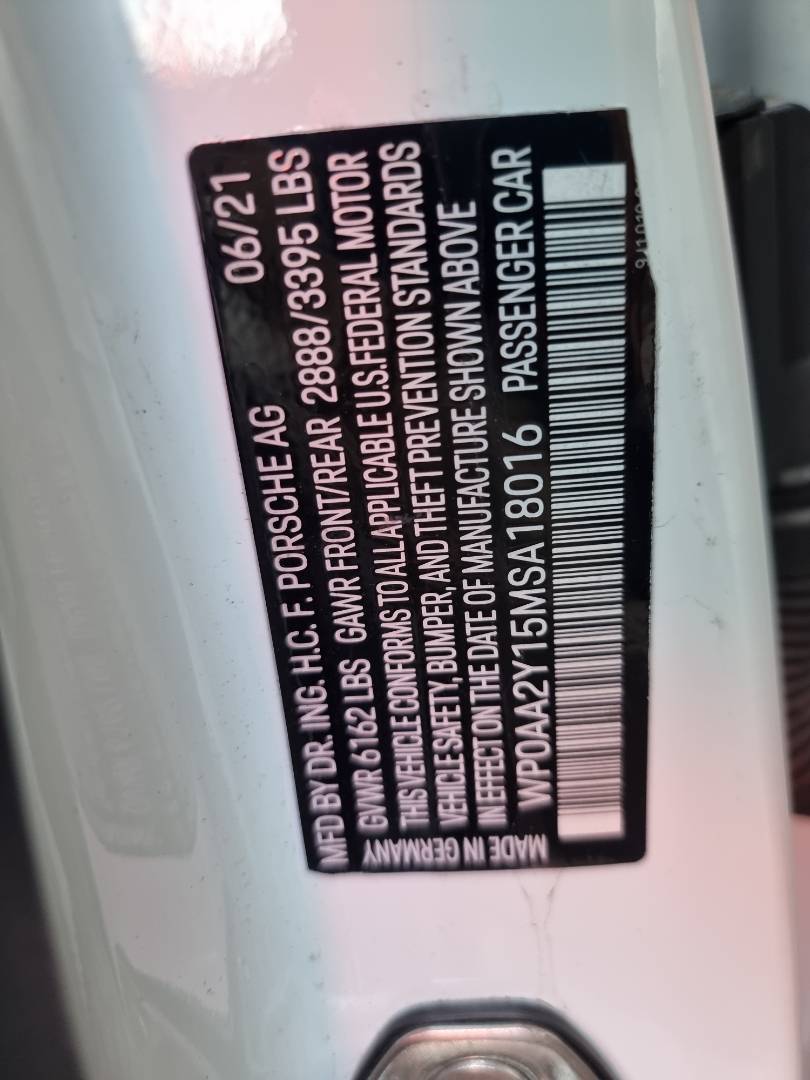 MFD BY DR. ING. H.C. F. PORSCHE AG 06/21
GVWR 6162 LBS GAWR FRONT/REAR 2888/3395 LBS
THIS VEHICLE CONFORMS TO ALL APPLICABLE U.S. FEDERAL MOTOR
VEHICLE SAFETY, BUMPER, AND THEFT PREVENTION STANDARDS
IN EFFECT ON THE DATE OF MANUFACTURE SHOWN ABOVE
WP0AA2Y15MSA18016 PASSENGER CAR
MADE IN GERMANY